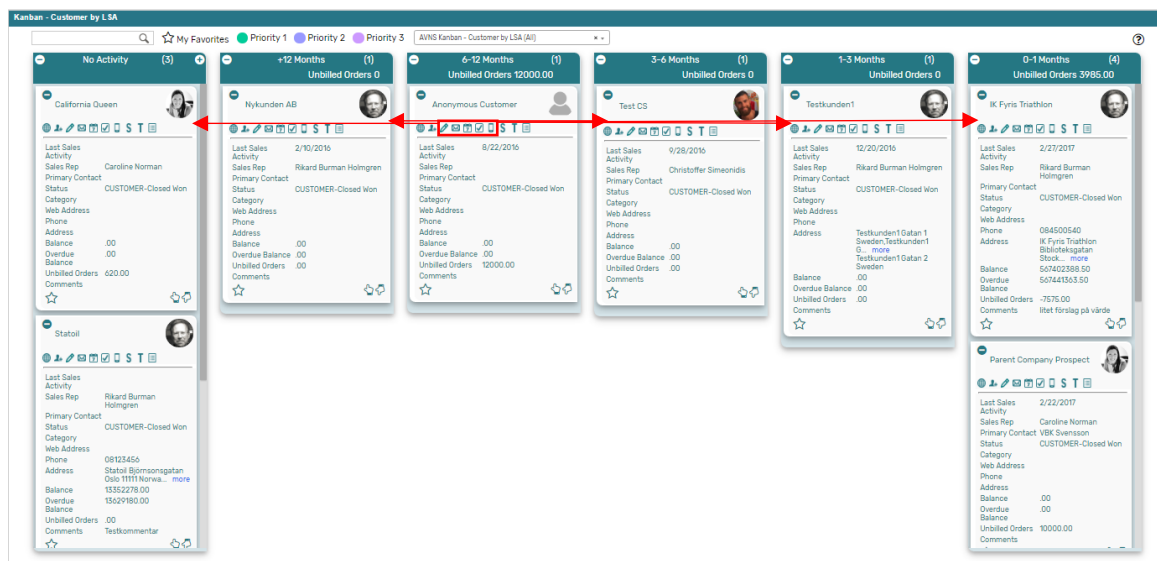 Kanban - Customer by LSA
My Favorites Priority 1 Priority 2 Priority 3 AVNS Kanban - Customer by LSA (All)
No Activity (3)
California Queen
S T
Last Sales
Activity
Sales Rep Caroline Norman
Primary Contact
Status CUSTOMER-Closed Won
Category
Web Address
Phone
Address
Balance .00
Overdue .00
Balance
Unbilled Orders 620.00
Comments
Statoil
S T
Last Sales
Activity
Sales Rep Rikard Burman
Holmgren
Primary Contact
Status CUSTOMER-Closed Won
Category
Web Address
Phone 08123456
Address Statoil Björnsonsgatan
Oslo 11111 Norwa... more
Balance 13352278.00
Overdue 13629180.00
Balance
Unbilled Orders .00
Comments Testkommentar
+12 Months (1)
Unbilled Orders 0
Nykunden AB
S T
Last Sales 2/10/2016
Activity
Sales Rep Rikard Burman Holmgren
Primary Contact
Status CUSTOMER-Closed Won
Category
Web Address
Phone
Address
Balance .00
Overdue Balance .00
Unbilled Orders .00
Comments
6-12 Months (1)
Unbilled Orders 12000.00
Anonymous Customer
S T
Last Sales 8/22/2016
Activity
Sales Rep
Primary Contact
Status CUSTOMER-Closed Won
Category
Web Address
Phone
Address
Balance .00
Overdue Balance .00
Unbilled Orders 12000.00
Comments
3-6 Months (1)
Unbilled Orders 0
Test CS
S T
Last Sales 9/28/2016
Activity
Sales Rep Christoffer Simeonidis
Primary Contact
Status CUSTOMER-Closed Won
Category
Web Address
Phone
Address
Balance .00
Overdue Balance .00
Unbilled Orders .00
Comments
1-3 Months (1)
Unbilled Orders 0
Testkunden1
S T
Last Sales 12/20/2016
Activity
Sales Rep Rikard Burman Holmgren
Primary Contact
Status CUSTOMER-Closed Won
Category
Web Address
Phone
Address Testkunden1 Gatan 1
Sweden,Testkunden1
G... more
Testkunden1 Gatan 2
Sweden
Balance .00
Overdue Balance .00
Unbilled Orders .00
Comments
0-1 Months (4)
Unbilled Orders 3985.00
IK Fyris Triathlon
S T
Last Sales 2/27/2017
Activity
Sales Rep Rikard Burman
Holmgren
Primary Contact
Status CUSTOMER-Closed Won
Category
Web Address
Phone 084500540
Address IK Fyris Triathlon
Biblioteksgatan
Stock... more
Balance 567402388.50
Overdue 567441363.50
Balance
Unbilled Orders -7575.00
Comments litet förslag på värde
Parent Company Prospect
S T
Last Sales 2/22/2017
Activity
Sales Rep Caroline Norman
Primary Contact VBK Svensson
Status CUSTOMER-Closed Won
Category
Web Address
Phone
Address
Balance .00
Overdue .00
Balance
Unbilled Orders 10000.00
Comments